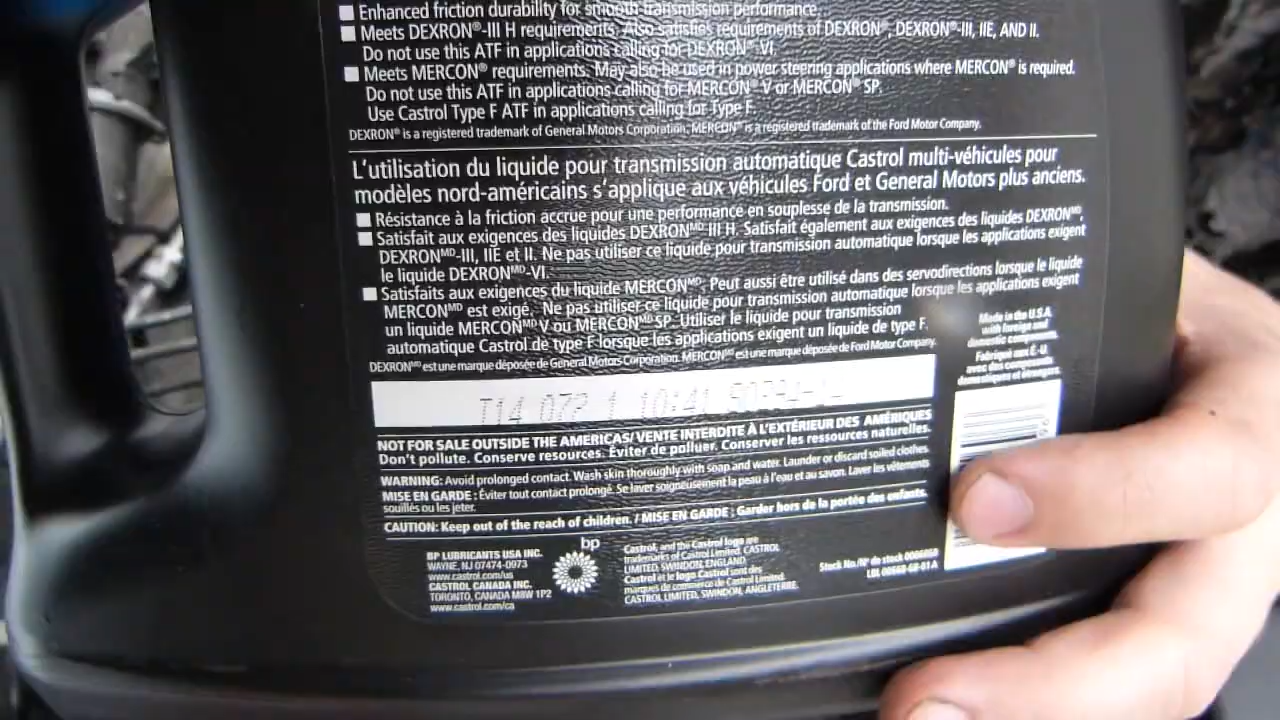 Enhanced friction durability for smooth transmission performance.
Meets DEXRON®-III H requirements. Also satisfies requirements of DEXRON®, DEXRON®-III, IIE, AND II.
Do not use this ATF in applications calling for DEXRON®-VI.
Meets MERCON® requirements. May also be used in power steering applications where MERCON® is required.
Do not use this ATF in applications calling for MERCON® V or MERCON® SP.
Use Castrol Type F ATF in applications calling for Type F.
DEXRON® is a registered trademark of General Motors Corporation. MERCON® is a registered trademark of the Ford Motor Company.
L'utilisation du liquide pour transmission automatique Castrol multi-véhicules pour
modèles nord-américains s'applique aux véhicules Ford et General Motors plus anciens.
Résistance à la friction accrue pour une performance en souplesse de la transmission.
Satisfait aux exigences des liquides DEXRONᴹᴰ-III H. Satisfait également aux exigences des liquides DEXRONᴹᴰ,
DEXRONᴹᴰ-III, IIE et II. Ne pas utiliser ce liquide pour transmission automatique lorsque les applications exigent
le liquide DEXRONᴹᴰ-VI.
Satisfaits aux exigences du liquide MERCONᴹᴰ. Peut aussi être utilisé dans des servodirections lorsque le liquide
MERCONᴹᴰ est exigé. Ne pas utiliser ce liquide pour transmission automatique lorsque les applications exigent
un liquide MERCONᴹᴰ V ou MERCONᴹᴰ SP. Utiliser le liquide pour transmission
automatique Castrol de type F lorsque les applications exigent un liquide de type F.
DEXRONᴹᴰ est une marque déposée de General Motors Corporation. MERCONᴹᴰ est une marque déposée de Ford Motor Company.
Made in the U.S.A.
with foreign and
domestic components.
Fabriqué aux É.-U.
avec des composants
domestiques et étrangers.
T14 072 1 10:41
NOT FOR SALE OUTSIDE THE AMERICAS/VENTE INTERDITE À L'EXTÉRIEUR DES AMÉRIQUES
Don't pollute. Conserve resources. Éviter de polluer. Conserver les ressources naturelles.
WARNING: Avoid prolonged contact. Wash skin thoroughly with soap and water. Launder or discard soiled clothes.
MISE EN GARDE : Éviter tout contact prolongé. Se laver soigneusement la peau à l'eau et au savon. Laver les vêtements
souillés ou les jeter.
CAUTION: Keep out of the reach of children. / MISE EN GARDE : Garder hors de la portée des enfants.
BP LUBRICANTS USA INC.
WAYNE, NJ 07474-0973
www.castrol.com/us
CASTROL CANADA INC.
TORONTO, CANADA M8W 1P2
www.castrol.com/ca
bp
Castrol, and the Castrol logo are
trademarks of Castrol Limited. CASTROL
LIMITED, SWINDON, ENGLAND.
Castrol et le logo Castrol sont des
marques de commerce de Castrol Limited.
CASTROL LIMITED, SWINDON, ANGLETERRE.
Stock No./Nº de stock